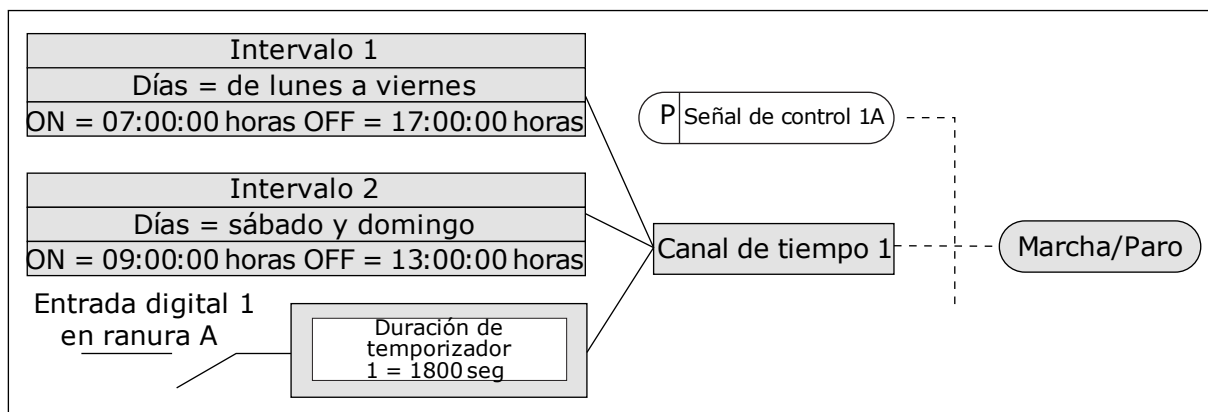 Intervalo 1
Días = de lunes a viernes
ON = 07:00:00 horas OFF = 17:00:00 horas
P Señal de control 1A
Intervalo 2
Días = sábado y domingo
ON = 09:00:00 horas OFF = 13:00:00 horas
Canal de tiempo 1
Marcha/Paro
Entrada digital 1
en ranura A
Duración de
temporizador
1 = 1800 seg